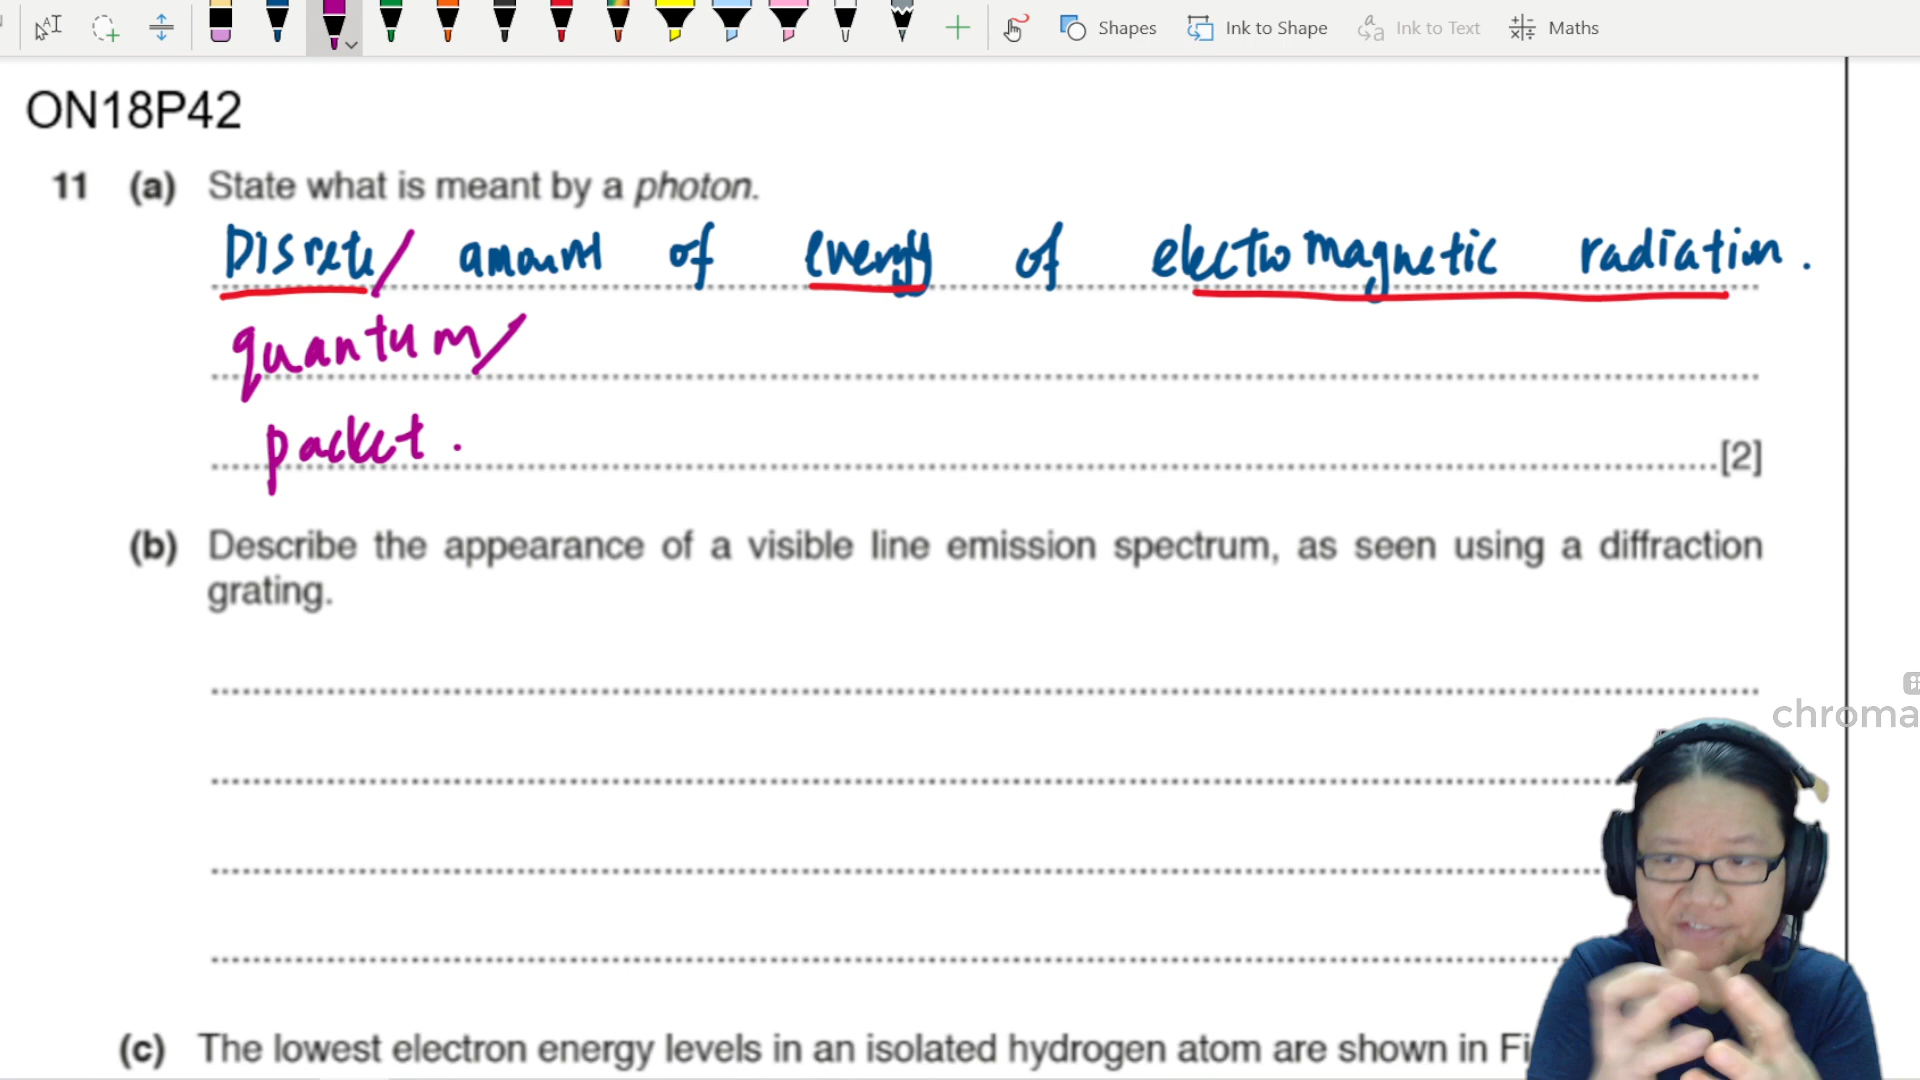 Shapes Ink to Shape Ink to Text Maths
ON18P42
11 (a) State what is meant by a photon.
Discrete/ amount of energy of electromagnetic radiation.
quantum/
packet.
[2]
(b) Describe the appearance of a visible line emission spectrum, as seen using a diffraction
grating.
chroma
(c) The lowest electron energy levels in an isolated hydrogen atom are shown in Fi